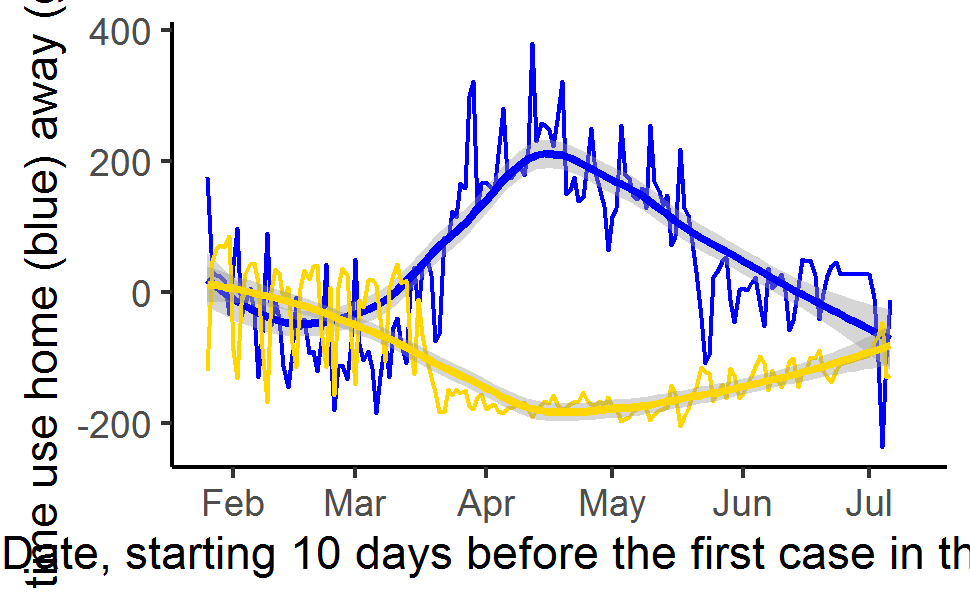 time use home (blue) away (
400
200
0
-200
Feb Mar Apr May Jun Jul
Date, starting 10 days before the first case in th